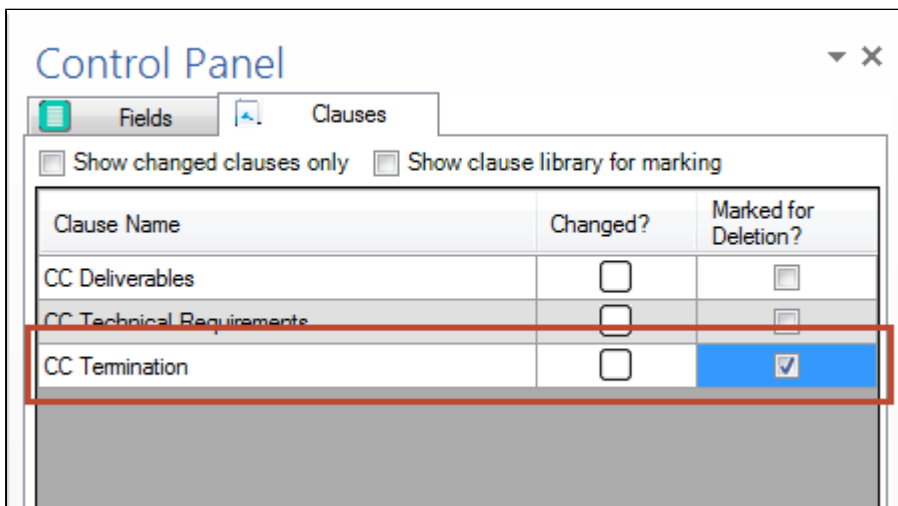 Control Panel
Fields Clauses
Show changed clauses only Show clause library for marking
Clause Name Changed? Marked for Deletion?
CC Deliverables
CC Technical Requirements
CC Termination